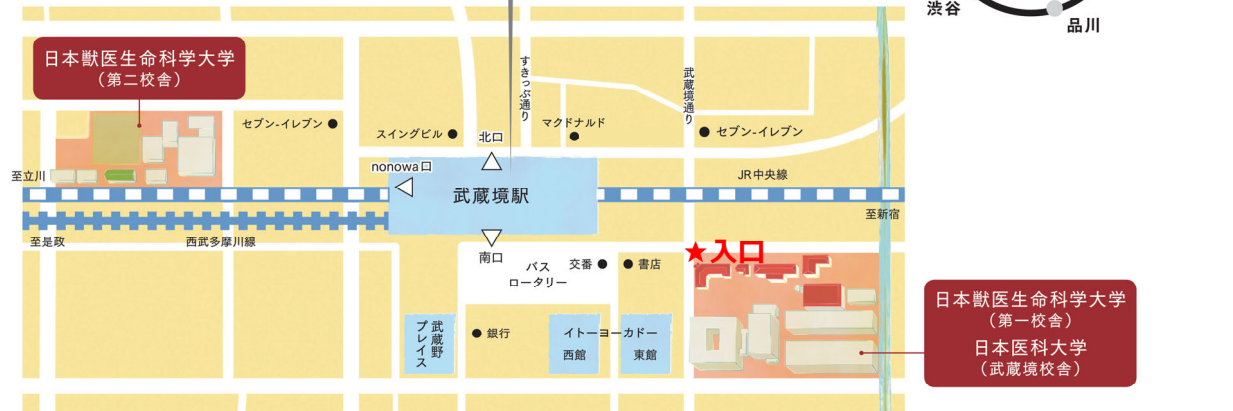 渋谷
品川
日本獣医生命科学大学
（第二校舎）
すきっぷ通り
武蔵境通り
セブン-イレブン
スイングビル
北口
マクドナルド
セブン-イレブン
nonowa口
至立川
武蔵境駅
JR中央線
至新宿
至是政
西武多摩川線
★入口
南口
バス
ロータリー
交番
書店
武蔵野
プレイス
銀行
イトーヨーカドー
西館
東館
日本獣医生命科学大学
（第一校舎）
日本医科大学
（武蔵境校舎）